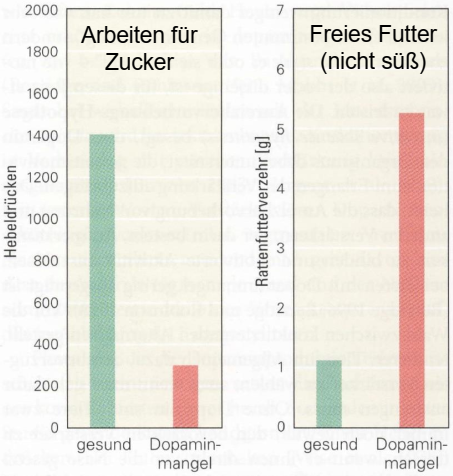 Arbeiten für
Zucker
Hebeldrücken
2000
2000
1800
1600
1400
1200
1000
800
600
400
200
0
gesund
Dopamin-
mangel
Freies Futter
(nicht süß)
Rattenfutterverzehr [g]
7
6
5
4
3
2
1
0
gesund
Dopamin-
mangel